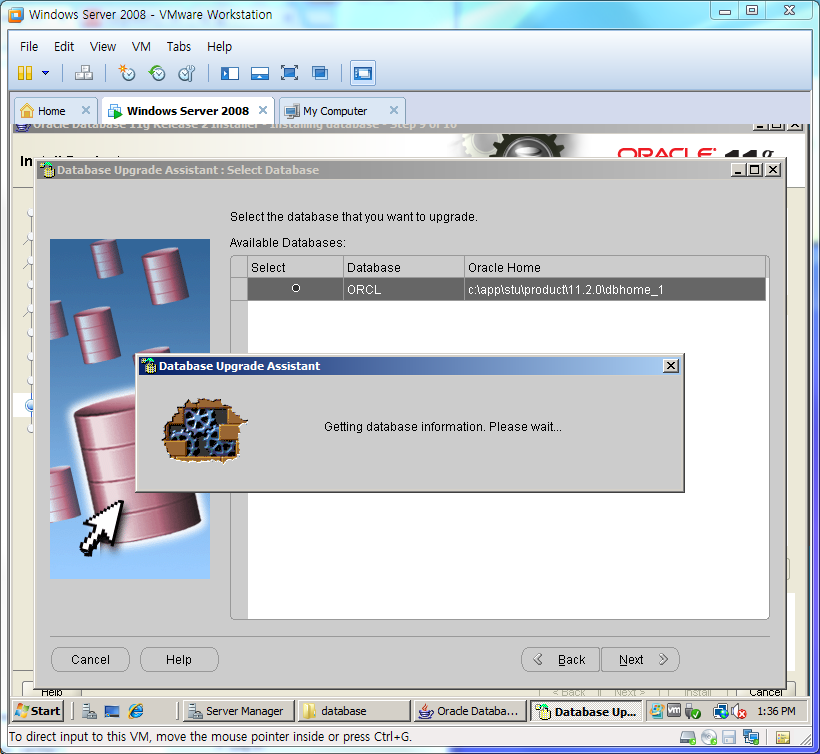 Windows Server 2008 - VMware Workstation
File Edit View VM Tabs Help
Home Windows Server 2008 My Computer
Oracle Database 11g Release 2 Installer - Installing database - Step 9 of 10
ORACLE 11g
Database Upgrade Assistant : Select Database
Select the database that you want to upgrade.
Available Databases:
Select Database Oracle Home
ORCL c:\app\stu\product\11.2.0\dbhome_1
Database Upgrade Assistant
Getting database information. Please wait...
Cancel Help Back Next
Help < Back Next > Install Cancel
Start Server Manager database Oracle Databa... Database Up... 1:36 PM
To direct input to this VM, move the mouse pointer inside or press Ctrl+G.